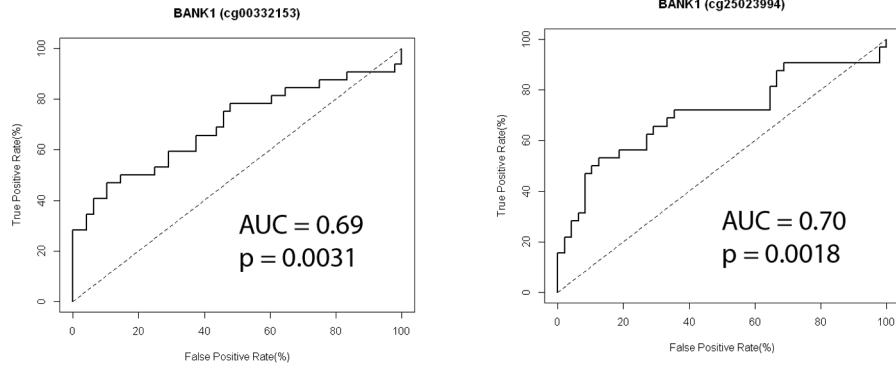 BANK1 (cg00332153)
True Positive Rate(%)
100
80
60
40
20
0
AUC = 0.69
p = 0.0031
0 20 40 60 80 100
False Positive Rate(%)
BANK1 (cg25023994)
True Positive Rate(%)
100
80
60
40
20
0
AUC = 0.70
p = 0.0018
0 20 40 60 80 100
False Positive Rate(%)